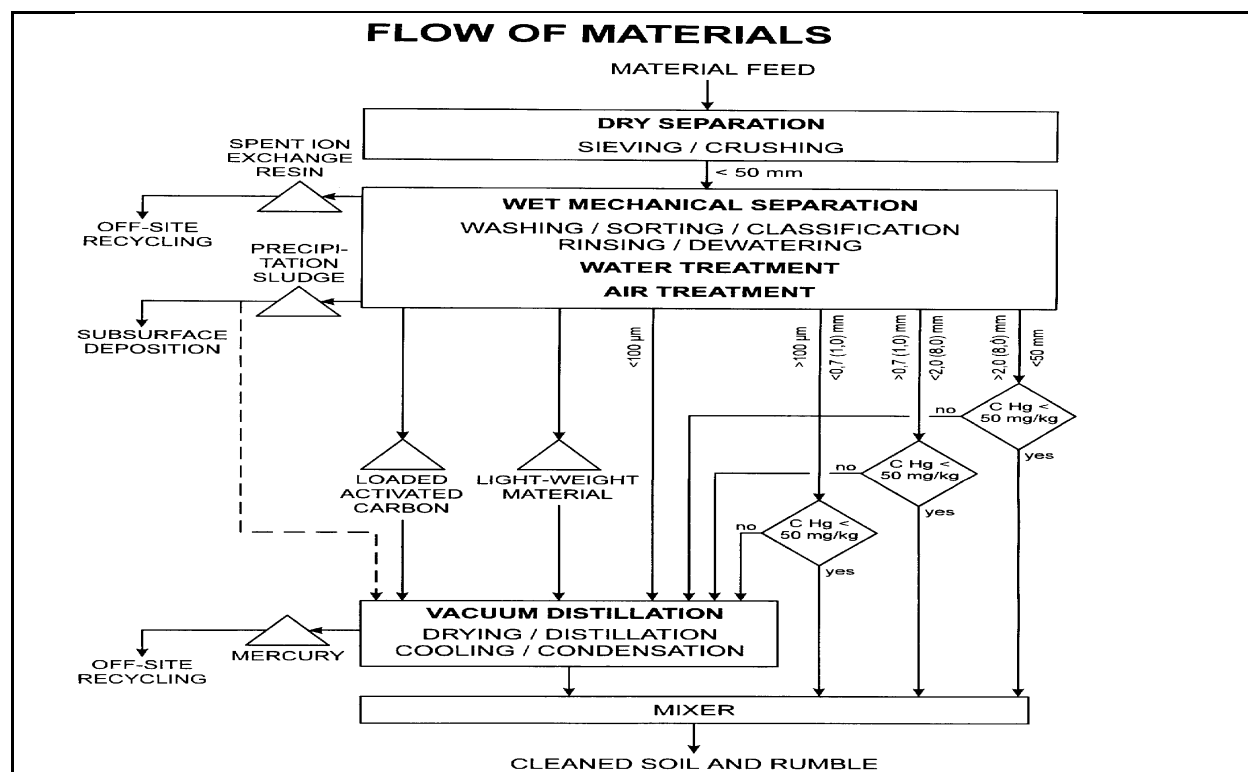 FLOW OF MATERIALS
MATERIAL FEED
DRY SEPARATION
SIEVING / CRUSHING
< 50 mm
SPENT ION
EXCHANGE
RESIN
OFF-SITE
RECYCLING
WET MECHANICAL SEPARATION
WASHING / SORTING / CLASSIFICATION
RINSING / DEWATERING
WATER TREATMENT
AIR TREATMENT
PRECIPI-
TATION
SLUDGE
SUBSURFACE
DEPOSITION
<100 µm
>100 µm
<0,7 (1,0) mm
>0,7 (1,0) mm
<2,0 (8,0) mm
>2,0 (8,0) mm
<50 mm
no
C Hg <
50 mg/kg
yes
no
C Hg <
50 mg/kg
yes
no
C Hg <
50 mg/kg
yes
LOADED
ACTIVATED
CARBON
LIGHT-WEIGHT
MATERIAL
VACUUM DISTILLATION
DRYING / DISTILLATION
COOLING / CONDENSATION
MERCURY
OFF-SITE
RECYCLING
MIXER
CLEANED SOIL AND RUMBLE